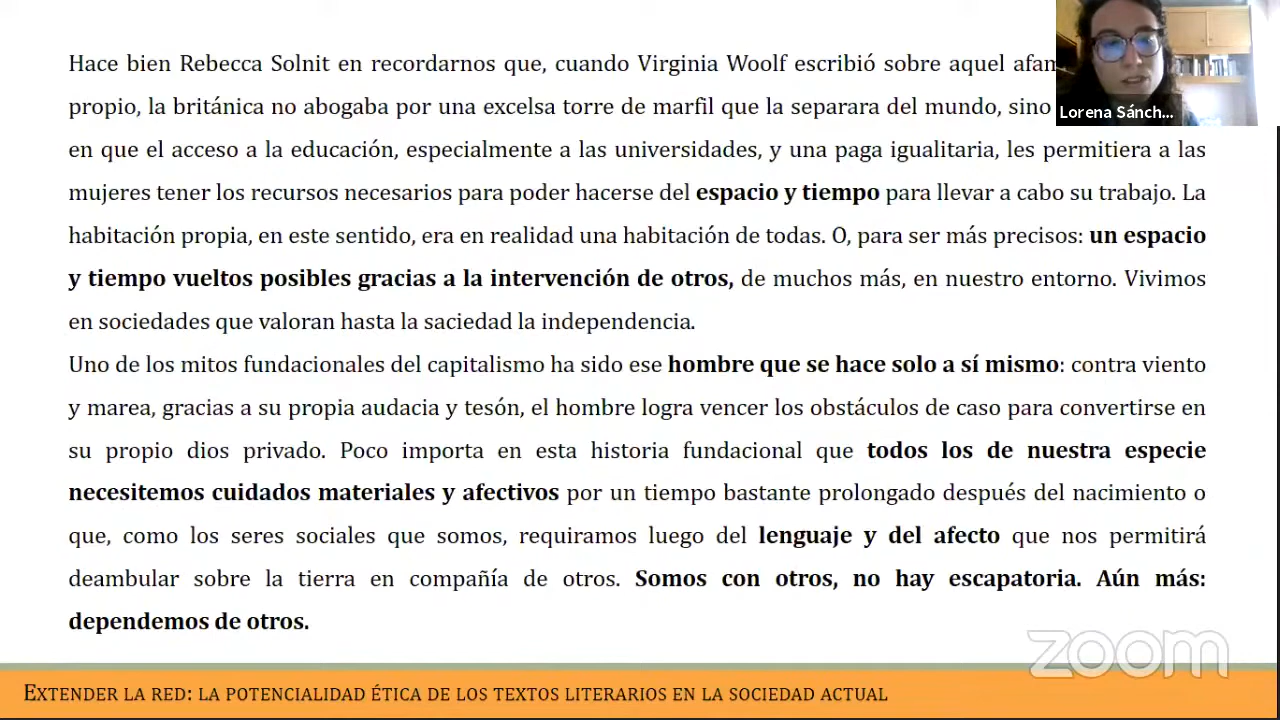 Hace bien Rebecca Solnit en recordarnos que, cuando Virginia Woolf escribió sobre aquel afam
propio, la británica no abogaba por una excelsa torre de marfil que la separara del mundo, sino
Lorena Sánch...
en que el acceso a la educación, especialmente a las universidades, y una paga igualitaria, les permitiera a las
mujeres tener los recursos necesarios para poder hacerse del espacio y tiempo para llevar a cabo su trabajo. La
habitación propia, en este sentido, era en realidad una habitación de todas. O, para ser más precisos: un espacio
y tiempo vueltos posibles gracias a la intervención de otros, de muchos más, en nuestro entorno. Vivimos
en sociedades que valoran hasta la saciedad la independencia.
Uno de los mitos fundacionales del capitalismo ha sido ese hombre que se hace solo a sí mismo: contra viento
y marea, gracias a su propia audacia y tesón, el hombre logra vencer los obstáculos de caso para convertirse en
su propio dios privado. Poco importa en esta historia fundacional que todos los de nuestra especie
necesitemos cuidados materiales y afectivos por un tiempo bastante prolongado después del nacimiento o
que, como los seres sociales que somos, requiramos luego del lenguaje y del afecto que nos permitirá
deambular sobre la tierra en compañía de otros. Somos con otros, no hay escapatoria. Aún más:
dependemos de otros.
zoom
EXTENDER LA RED: LA POTENCIALIDAD ÉTICA DE LOS TEXTOS LITERARIOS EN LA SOCIEDAD ACTUAL